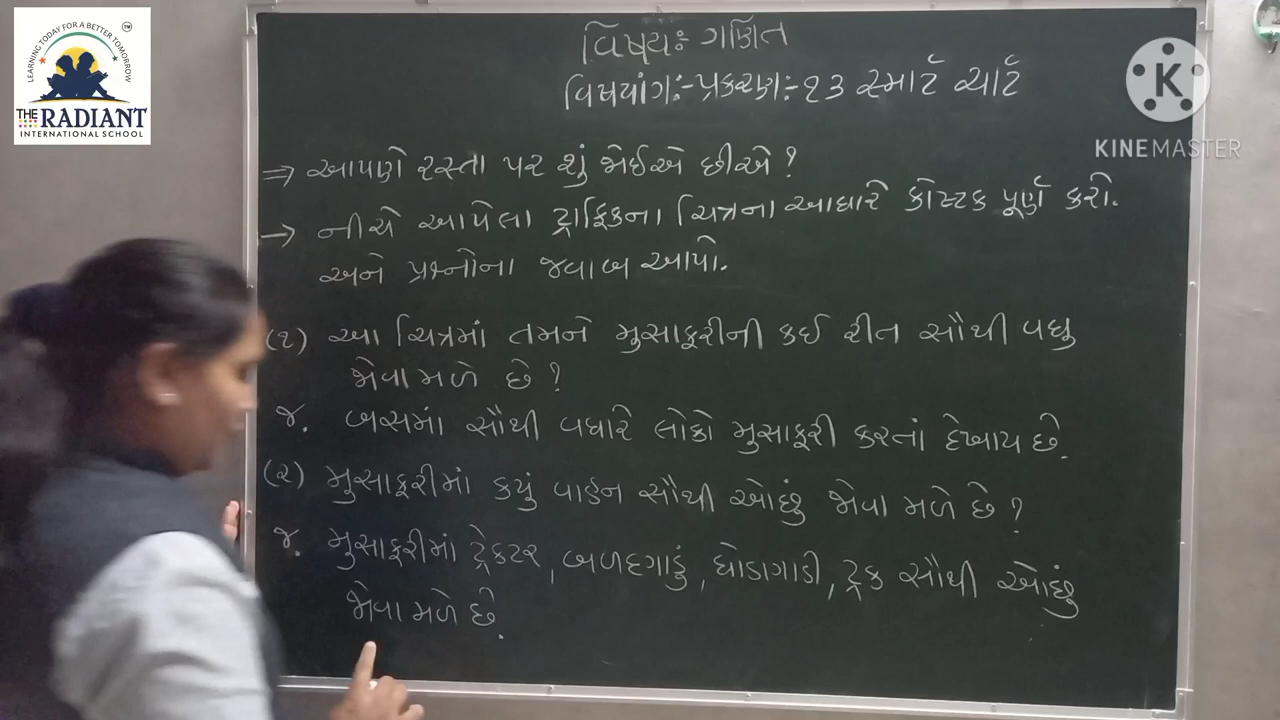 LEARNING TODAY FOR A BETTER TOMORROW
TM
THE RADIANT
INTERNATIONAL SCHOOL
K
KINEMASTER
વિષય:- ગણિત
વિષયાંગ:- પ્રકરણ:- ૧૩ સ્માર્ટ ચાર્ટ
⇒ આપણે રસ્તા પર શું જોઈએ છીએ ?
→ નીચે આપેલા ટ્રાફિકના ચિત્રના આધારે કોષ્ટક પૂર્ણ કરો.
અને પ્રશ્નોના જવાબ આપો.
(૧) આ ચિત્રમાં તમને મુસાફરીની કઈ રીત સૌથી વધુ
જોવા મળે છે ?
જ. બસમાં સૌથી વધારે લોકો મુસાફરી કરતાં દેખાય છે.
(૨) મુસાફરીમાં કયું વાહન સૌથી ઓછું જોવા મળે છે ?
જ. મુસાફરીમાં ટ્રેકટર, બળદગાડું, ઘોડાગાડી, ટ્રક સૌથી ઓછું
જોવા મળે છે.